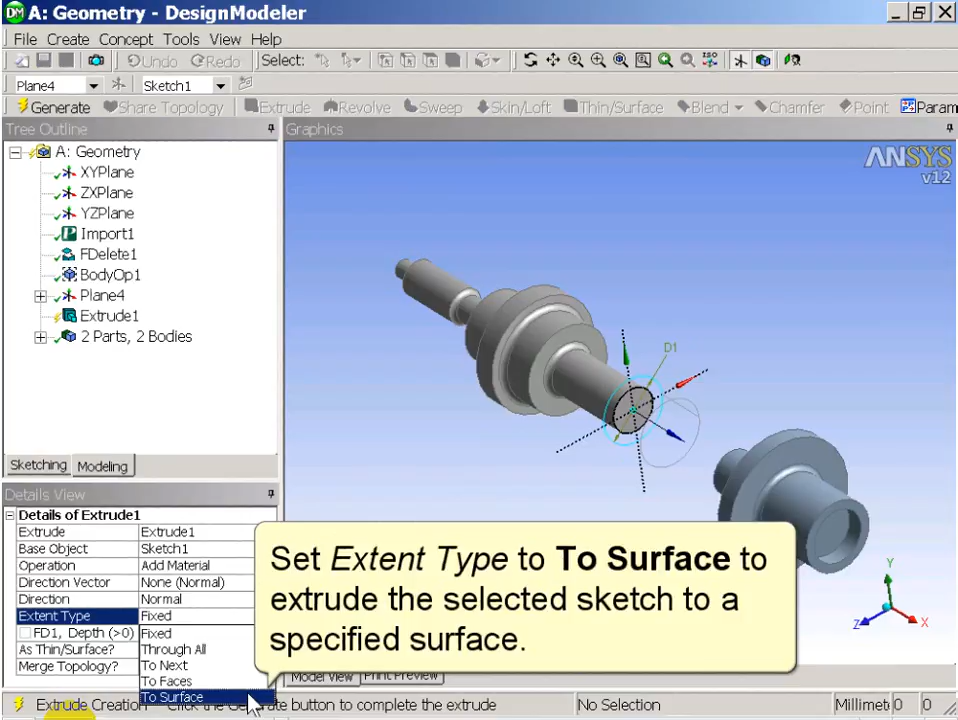 A: Geometry - DesignModeler
File Create Concept Tools View Help
Undo Redo Select:
Plane4 Sketch1
Generate Share Topology Extrude Revolve Sweep Skin/Loft Thin/Surface Blend Chamfer Point Param
Tree Outline
Graphics
A: Geometry
XYPlane
ZXPlane
YZPlane
Import1
FDelete1
BodyOp1
Plane4
Extrude1
2 Parts, 2 Bodies
ANSYS
v12
D1
Y
Z X
Sketching Modeling
Details View
Details of Extrude1
Extrude Extrude1
Base Object Sketch1
Operation Add Material
Direction Vector None (Normal)
Direction Normal
Extent Type Fixed
FD1, Depth (>0) Fixed
As Thin/Surface? Through All
Merge Topology? To Next
To Faces
To Surface
Set Extent Type to To Surface to
extrude the selected sketch to a
specified surface.
Model View Print Preview
Extrude Creation -- Click the Generate button to complete the extrude No Selection Millimet 0 0